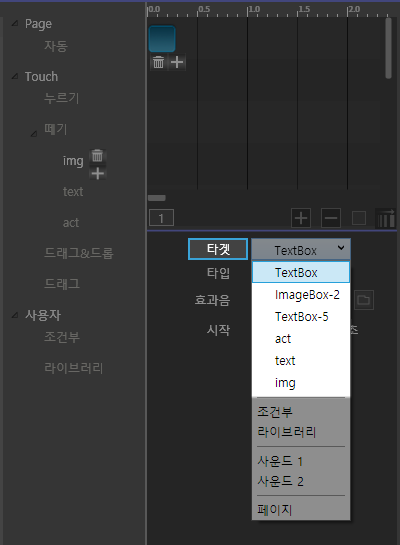 Page
자동
Touch
누르기
떼기
img
text
act
드래그&드롭
드래그
사용자
조건부
라이브러리
0.0 0.5 1.0 1.5 2.0
1
타겟 TextBox
타입
효과음
시작 초
TextBox
ImageBox-2
TextBox-5
act
text
img
조건부
라이브러리
사운드 1
사운드 2
페이지